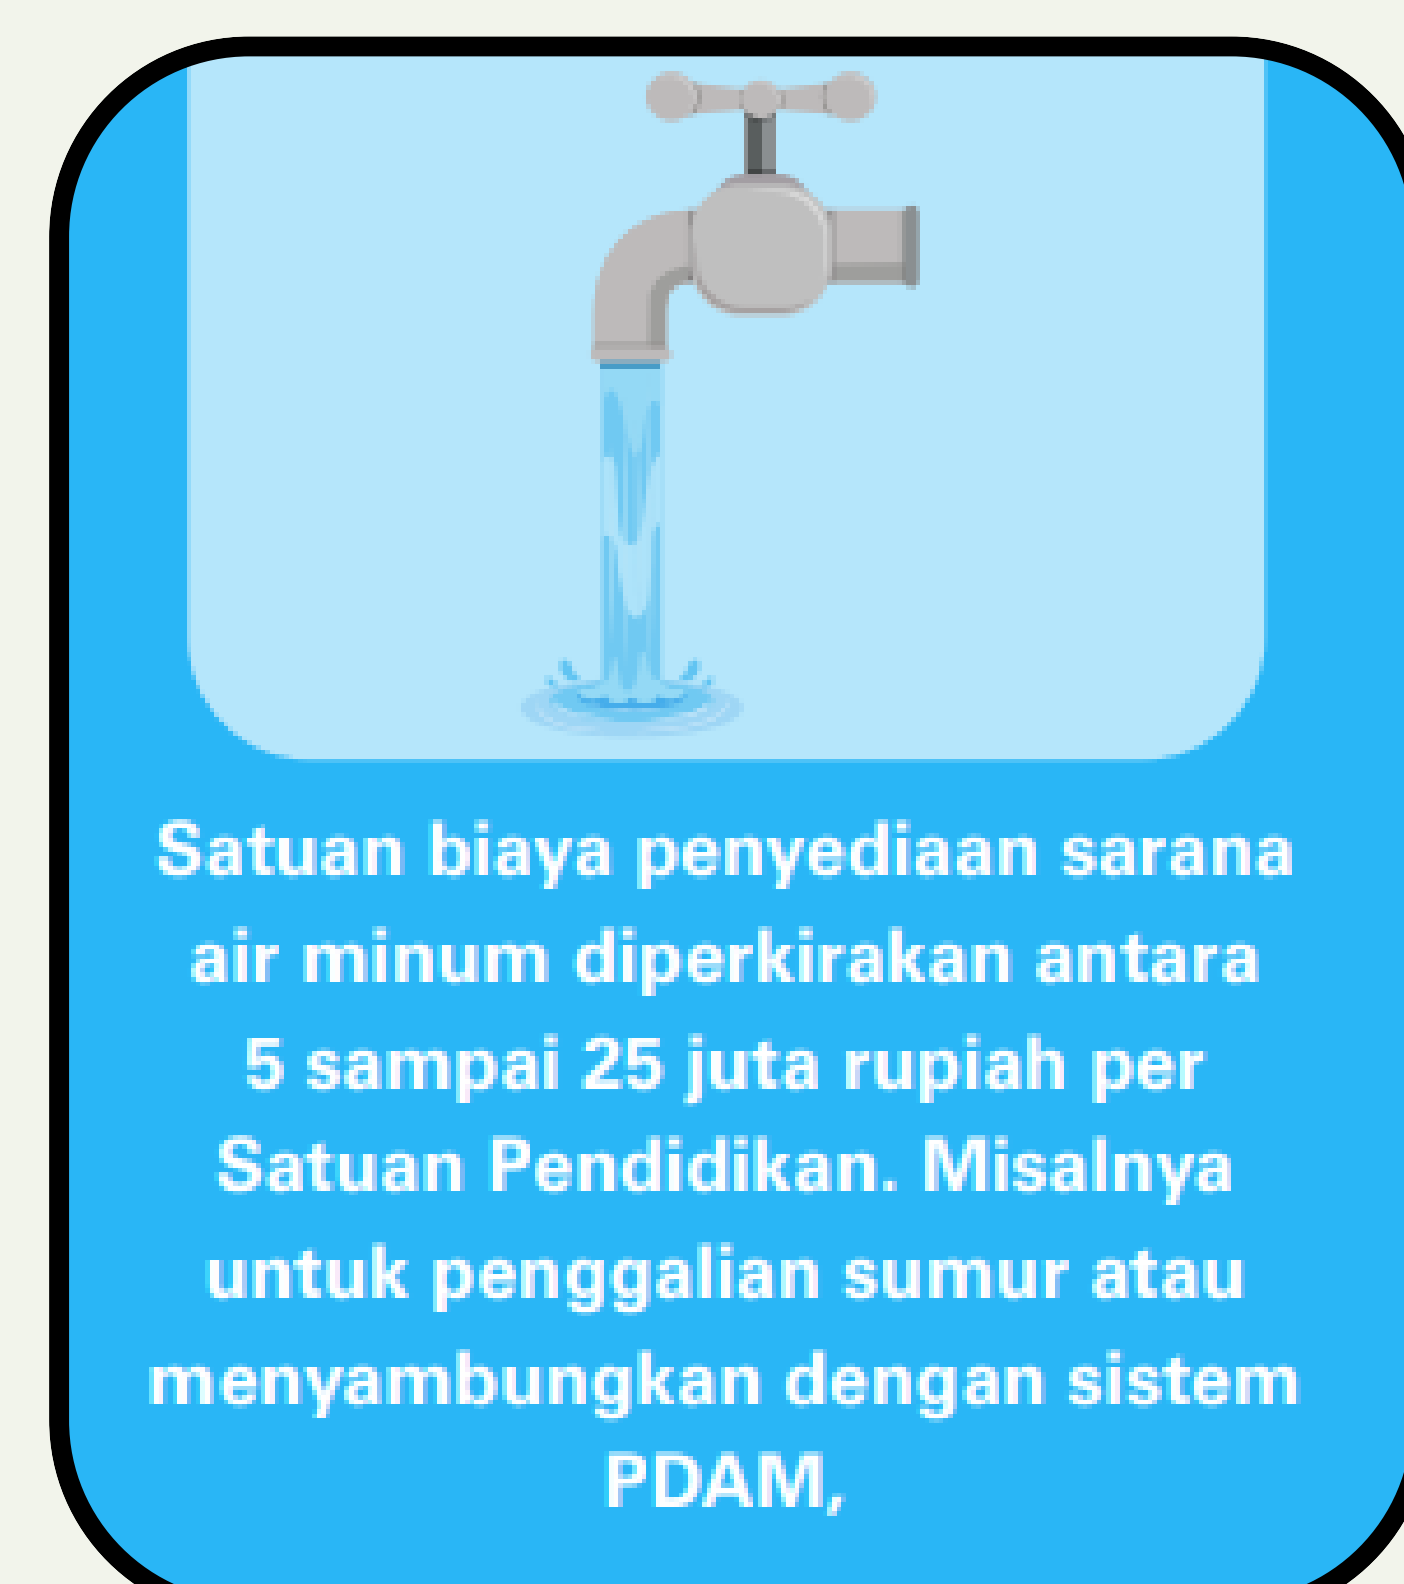 Satuan biaya penyediaan sarana
air minum diperkirakan antara
5 sampai 25 juta rupiah per
Satuan Pendidikan. Misalnya
untuk penggalian sumur atau
menyambungkan dengan sistem
PDAM,